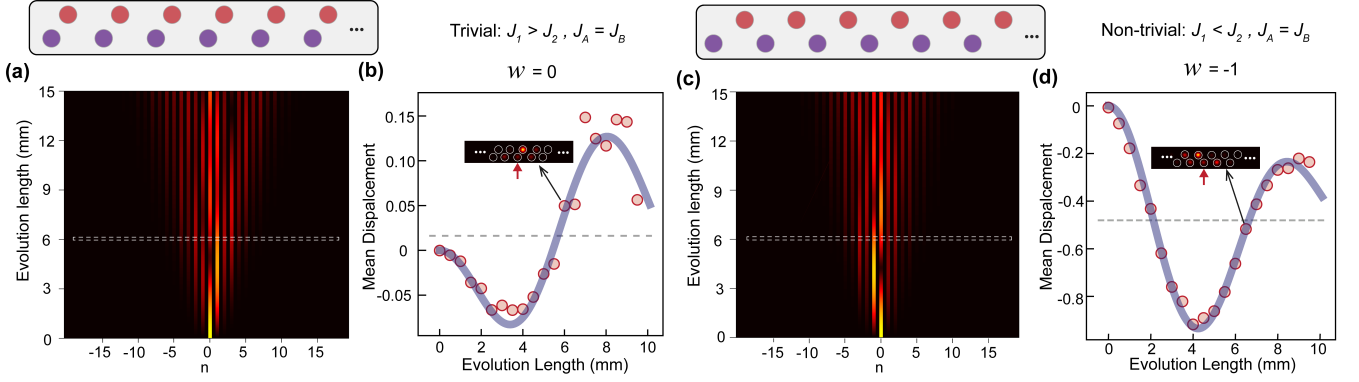 ...
Trivial: J1 > J2 , JA = JB
...
Non-trivial: J1 < J2 , JA = JB
(a)
(b)
w = 0
(c)
(d)
w = -1
Evolution length (mm)
15
12
9
6
3
0
-15 -10 -5 0 5 10 15
n
Mean Dispalcement
0.15
0.10
0.05
0
-0.05
... ...
0 2 4 6 8 10
Evolution Length (mm)
Evolution length (mm)
15
12
9
6
3
0
-15 -10 -5 0 5 10 15
n
Mean Dispalcement
0
-0.2
-0.4
-0.6
-0.8
... ...
0 2 4 6 8 10
Evolution Length (mm)